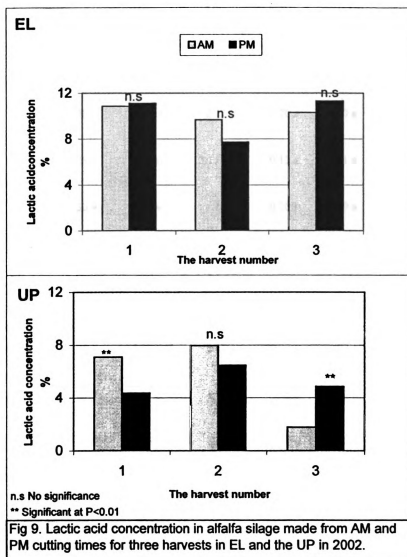 EL
AM PM
Lactic acidconcentration
%
12
8
4
0
n.s
n.s
n.s
1 2 3
The harvest number
UP
Lactic acid concentration
%
12
8
4
0
**
n.s
**
1 2 3
n.s No significance
The harvest number
** Significant at P<0.01
Fig 9. Lactic acid concentration in alfalfa silage made from AM and
PM cutting times for three harvests in EL and the UP in 2002.